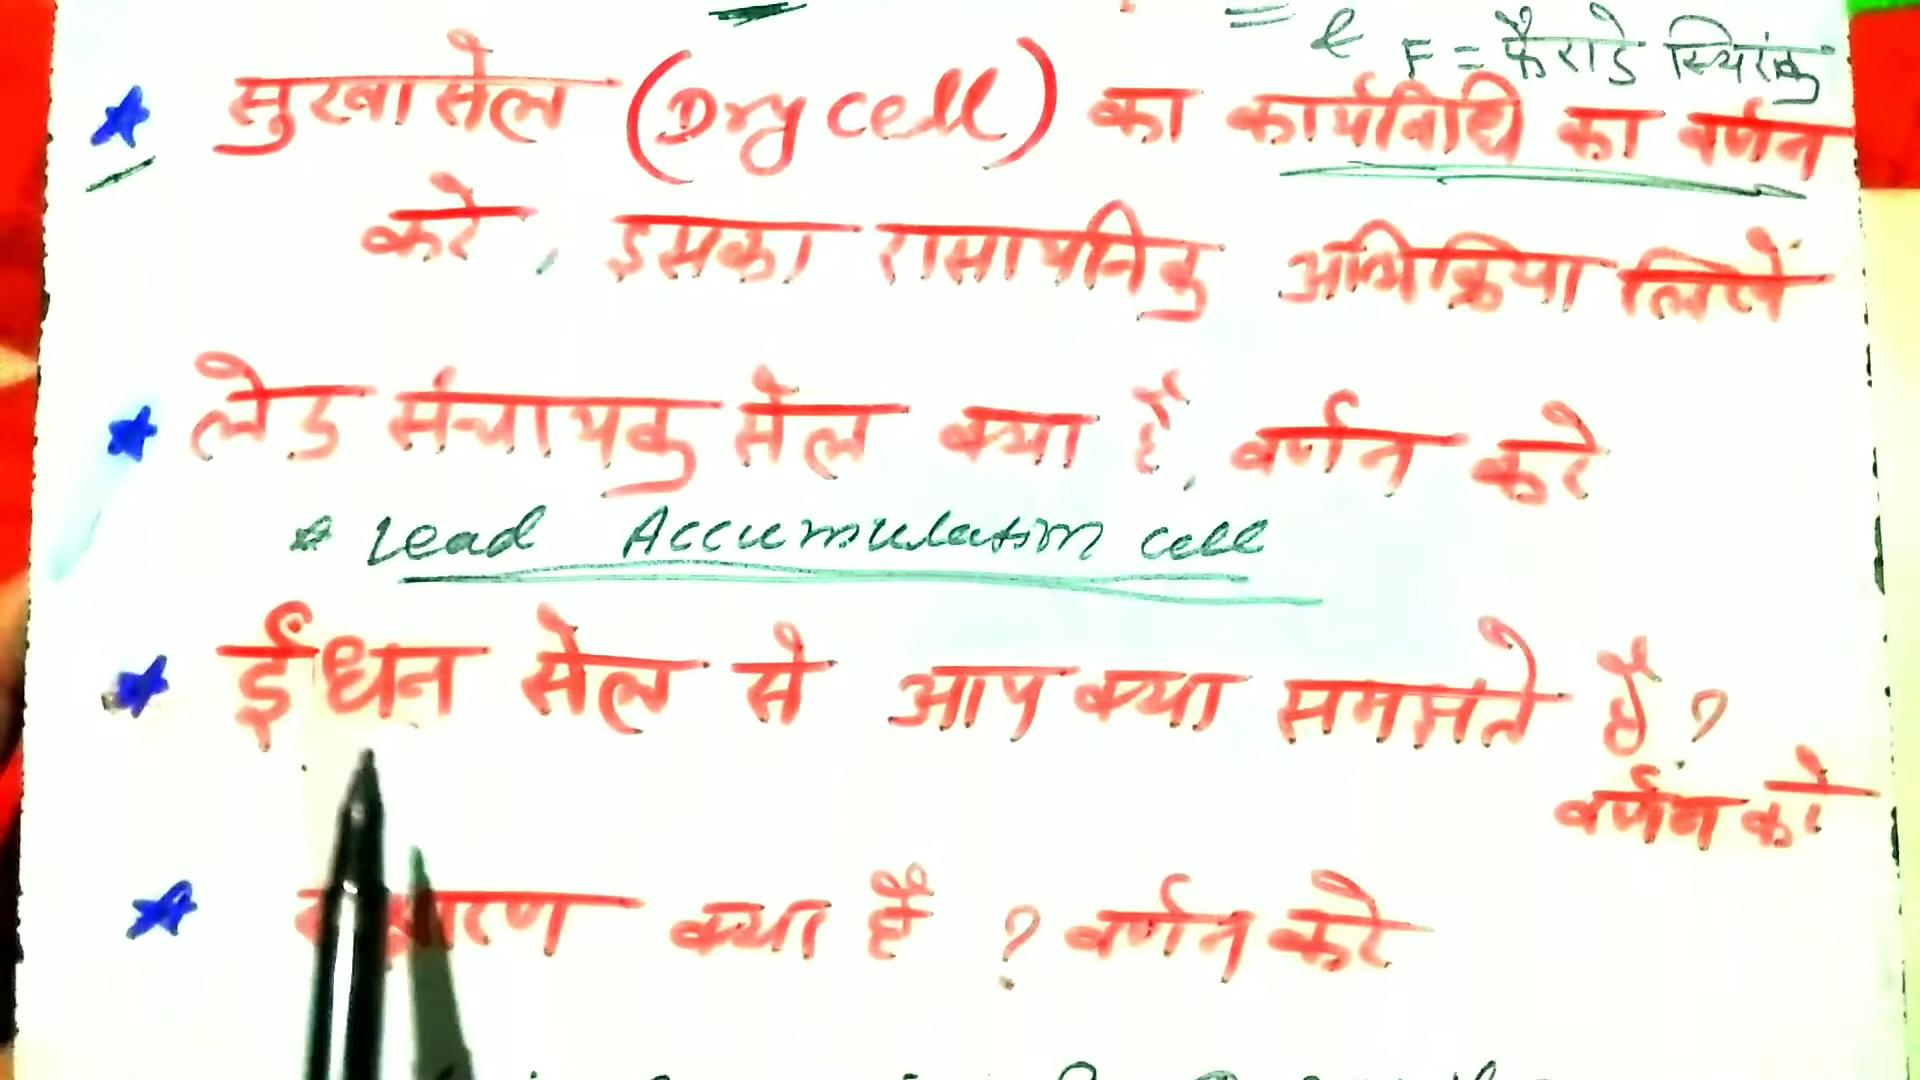 F = फैराडे स्थिरांक
सुखा सेल (Dry cell) का कार्यविधि का वर्णन
करे, इसका रासायनिक अभिक्रिया लिखें
लेड संचायक सेल क्या है, वर्णन करे
Lead Accumulation cell
ईंधन सेल से आप क्या समझते है ?
वर्णन करे
क्या है ? वर्णन करे